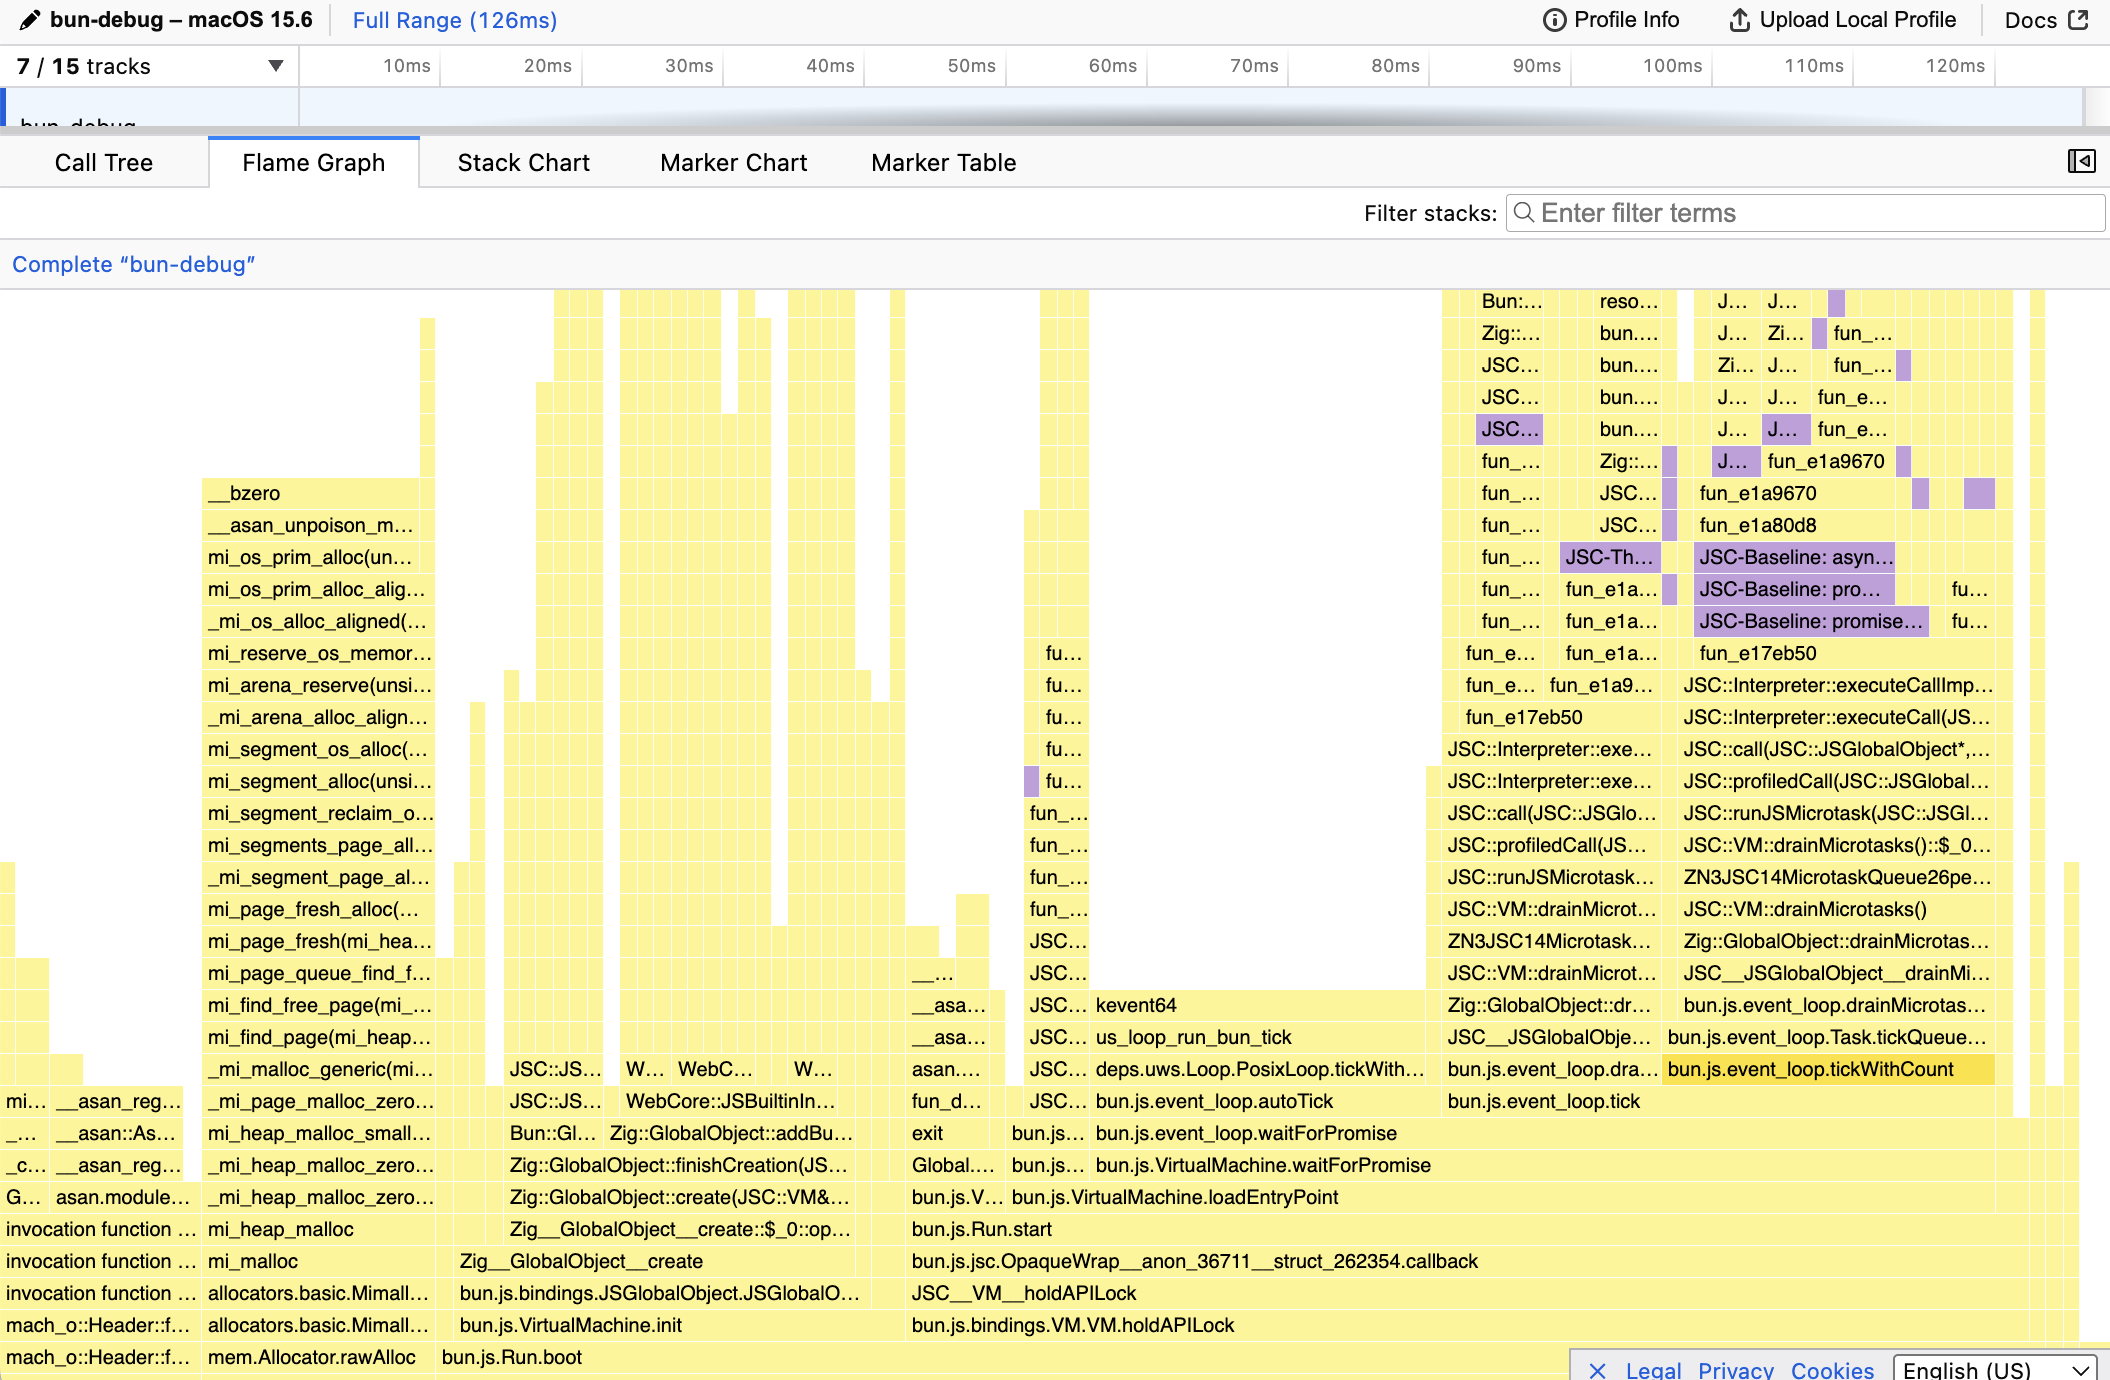 bun-debug – macOS 15.6 Full Range (126ms) Profile Info Upload Local Profile Docs
7 / 15 tracks 10ms 20ms 30ms 40ms 50ms 60ms 70ms 80ms 90ms 100ms 110ms 120ms
bun-debug
Call Tree Flame Graph Stack Chart Marker Chart Marker Table
Filter stacks: Enter filter terms
Complete “bun-debug”
Bun:... reso... J... J...
Zig::... bun.... J... Zi... fun_...
JSC... bun.... Zi... J... fun_...
JSC... bun.... J... J... fun_e...
JSC... bun.... J... J... fun_e...
fun_... Zig::... J... fun_e1a9670
__bzero fun_... JSC... fun_e1a9670
__asan_unpoison_m... fun_... JSC... fun_e1a80d8
mi_os_prim_alloc(un... fun_... JSC-Th... JSC-Baseline: asyn...
mi_os_prim_alloc_alig... fun_... fun_e1a... JSC-Baseline: pro... fu...
_mi_os_alloc_aligned(... fun_... fun_e1a... JSC-Baseline: promise... fu...
mi_reserve_os_memor... fu... fun_e... fun_e1a... fun_e17eb50
mi_arena_reserve(unsi... fu... fun_e... fun_e1a9... JSC::Interpreter::executeCallImp...
_mi_arena_alloc_align... fu... fun_e17eb50 JSC::Interpreter::executeCall(JS...
mi_segment_os_alloc(... fu... JSC::Interpreter::exe... JSC::call(JSC::JSGlobalObject*,...
mi_segment_alloc(unsi... fu... JSC::Interpreter::exe... JSC::profiledCall(JSC::JSGlobal...
mi_segment_reclaim_o... fun_... JSC::call(JSC::JSGlo... JSC::runJSMicrotask(JSC::JSGl...
mi_segments_page_all... fun_... JSC::profiledCall(JS... JSC::VM::drainMicrotasks()::$_0...
_mi_segment_page_al... fun_... JSC::runJSMicrotask... ZN3JSC14MicrotaskQueue26pe...
mi_page_fresh_alloc(... fun_... JSC::VM::drainMicrot... JSC::VM::drainMicrotasks()
mi_page_fresh(mi_hea... JSC... ZN3JSC14Microtask... Zig::GlobalObject::drainMicrotas...
mi_page_queue_find_f... __... JSC... JSC::VM::drainMicrot... JSC__JSGlobalObject__drainMi...
mi_find_free_page(mi_... __asa... JSC... kevent64 Zig::GlobalObject::dr... bun.js.event_loop.drainMicrotas...
mi_find_page(mi_heap... __asa... JSC... us_loop_run_bun_tick JSC__JSGlobalObje... bun.js.event_loop.Task.tickQueue...
_mi_malloc_generic(mi... JSC::JS... W... WebC... W... asan.... JSC... deps.uws.Loop.PosixLoop.tickWith... bun.js.event_loop.dra... bun.js.event_loop.tickWithCount
mi... __asan_reg... _mi_page_malloc_zero... JSC::JS... WebCore::JSBuiltinIn... fun_d... JSC... bun.js.event_loop.autoTick bun.js.event_loop.tick
_... __asan::As... mi_heap_malloc_small... Bun::Gl... Zig::GlobalObject::addBu... exit bun.js... bun.js.event_loop.waitForPromise
_c... __asan_reg... _mi_heap_malloc_zero... Zig::GlobalObject::finishCreation(JS... Global.... bun.js... bun.js.VirtualMachine.waitForPromise
G... asan.module... _mi_heap_malloc_zero... Zig::GlobalObject::create(JSC::VM&... bun.js.V... bun.js.VirtualMachine.loadEntryPoint
invocation function ... mi_heap_malloc Zig__GlobalObject__create::$_0::op... bun.js.Run.start
invocation function ... mi_malloc Zig__GlobalObject__create bun.js.jsc.OpaqueWrap__anon_36711__struct_262354.callback
invocation function ... allocators.basic.Mimall... bun.js.bindings.JSGlobalObject.JSGlobalO... JSC__VM__holdAPILock
mach_o::Header::f... allocators.basic.Mimall... bun.js.VirtualMachine.init bun.js.bindings.VM.VM.holdAPILock
mach_o::Header::f... mem.Allocator.rawAlloc bun.js.Run.boot
Legal Privacy Cookies English (US)